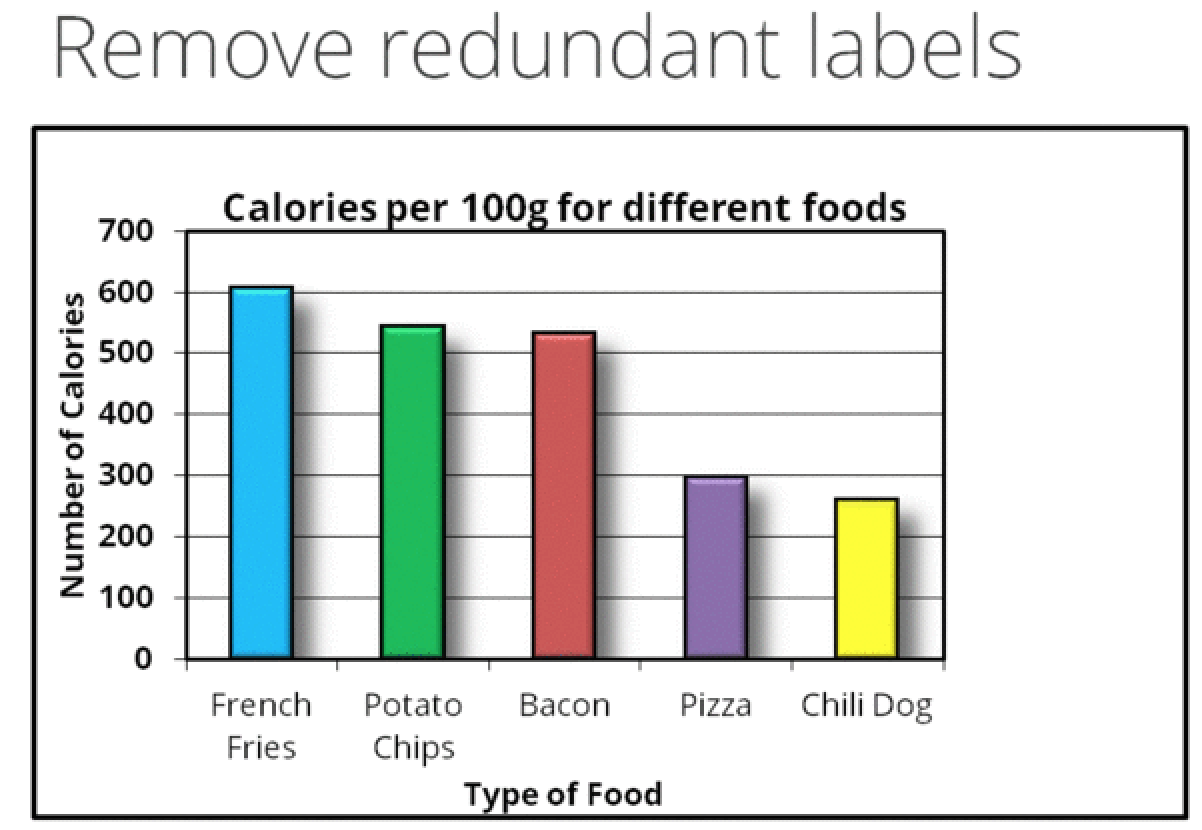 Remove redundant labels
Calories per 100g for different foods
700
600
500
400
300
200
100
0
Number of Calories
French Fries
Potato Chips
Bacon
Pizza
Chili Dog
Type of Food